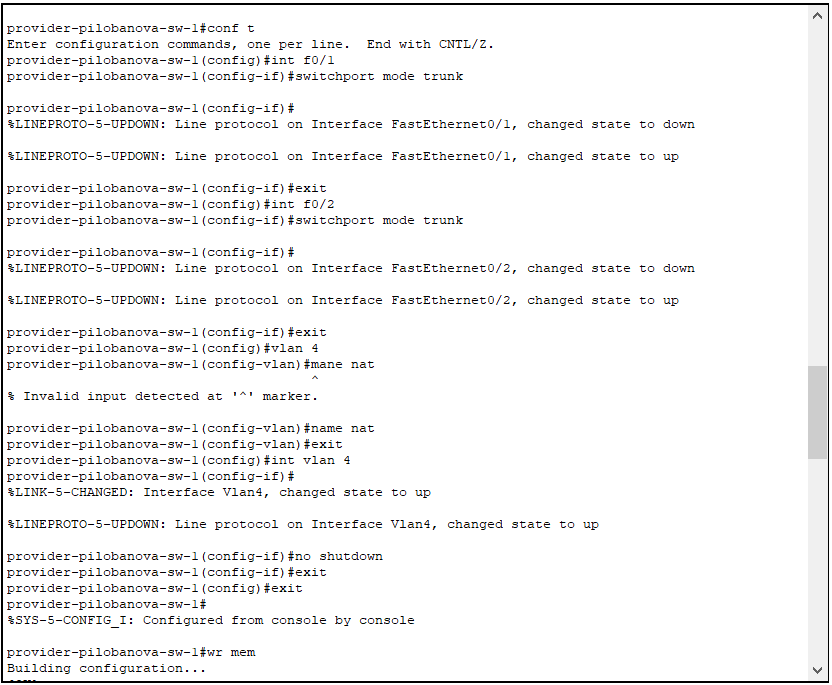 provider-pilobanova-sw-1#conf t
Enter configuration commands, one per line.  End with CNTL/Z.
provider-pilobanova-sw-1(config)#int f0/1
provider-pilobanova-sw-1(config-if)#switchport mode trunk
provider-pilobanova-sw-1(config-if)#
%LINEPROTO-5-UPDOWN: Line protocol on Interface FastEthernet0/1, changed state to down
%LINEPROTO-5-UPDOWN: Line protocol on Interface FastEthernet0/1, changed state to up
provider-pilobanova-sw-1(config-if)#exit
provider-pilobanova-sw-1(config)#int f0/2
provider-pilobanova-sw-1(config-if)#switchport mode trunk
provider-pilobanova-sw-1(config-if)#
%LINEPROTO-5-UPDOWN: Line protocol on Interface FastEthernet0/2, changed state to down
%LINEPROTO-5-UPDOWN: Line protocol on Interface FastEthernet0/2, changed state to up
provider-pilobanova-sw-1(config-if)#exit
provider-pilobanova-sw-1(config)#vlan 4
provider-pilobanova-sw-1(config-vlan)#mane nat
^
% Invalid input detected at '^' marker.
provider-pilobanova-sw-1(config-vlan)#name nat
provider-pilobanova-sw-1(config-vlan)#exit
provider-pilobanova-sw-1(config)#int vlan 4
provider-pilobanova-sw-1(config-if)#
%LINK-5-CHANGED: Interface Vlan4, changed state to up
%LINEPROTO-5-UPDOWN: Line protocol on Interface Vlan4, changed state to up
provider-pilobanova-sw-1(config-if)#no shutdown
provider-pilobanova-sw-1(config-if)#exit
provider-pilobanova-sw-1(config)#exit
provider-pilobanova-sw-1#
%SYS-5-CONFIG_I: Configured from console by console
provider-pilobanova-sw-1#wr mem
Building configuration...